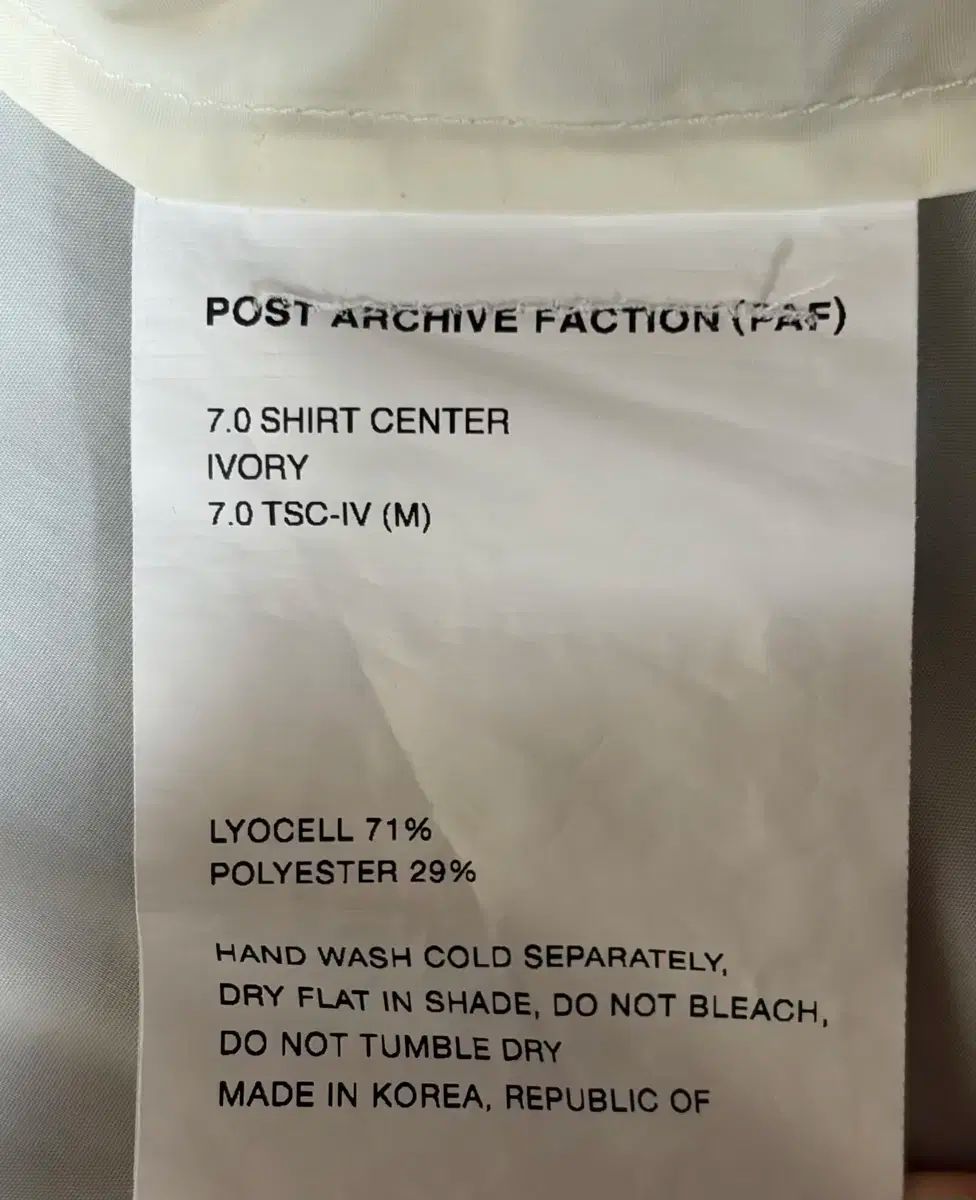 POST ARCHIVE FACTION (PAF)
7.0 SHIRT CENTER
IVORY
7.0 TSC-IV (M)
LYOCELL 71%
POLYESTER 29%
HAND WASH COLD SEPARATELY,
DRY FLAT IN SHADE, DO NOT BLEACH,
DO NOT TUMBLE DRY
MADE IN KOREA, REPUBLIC OF